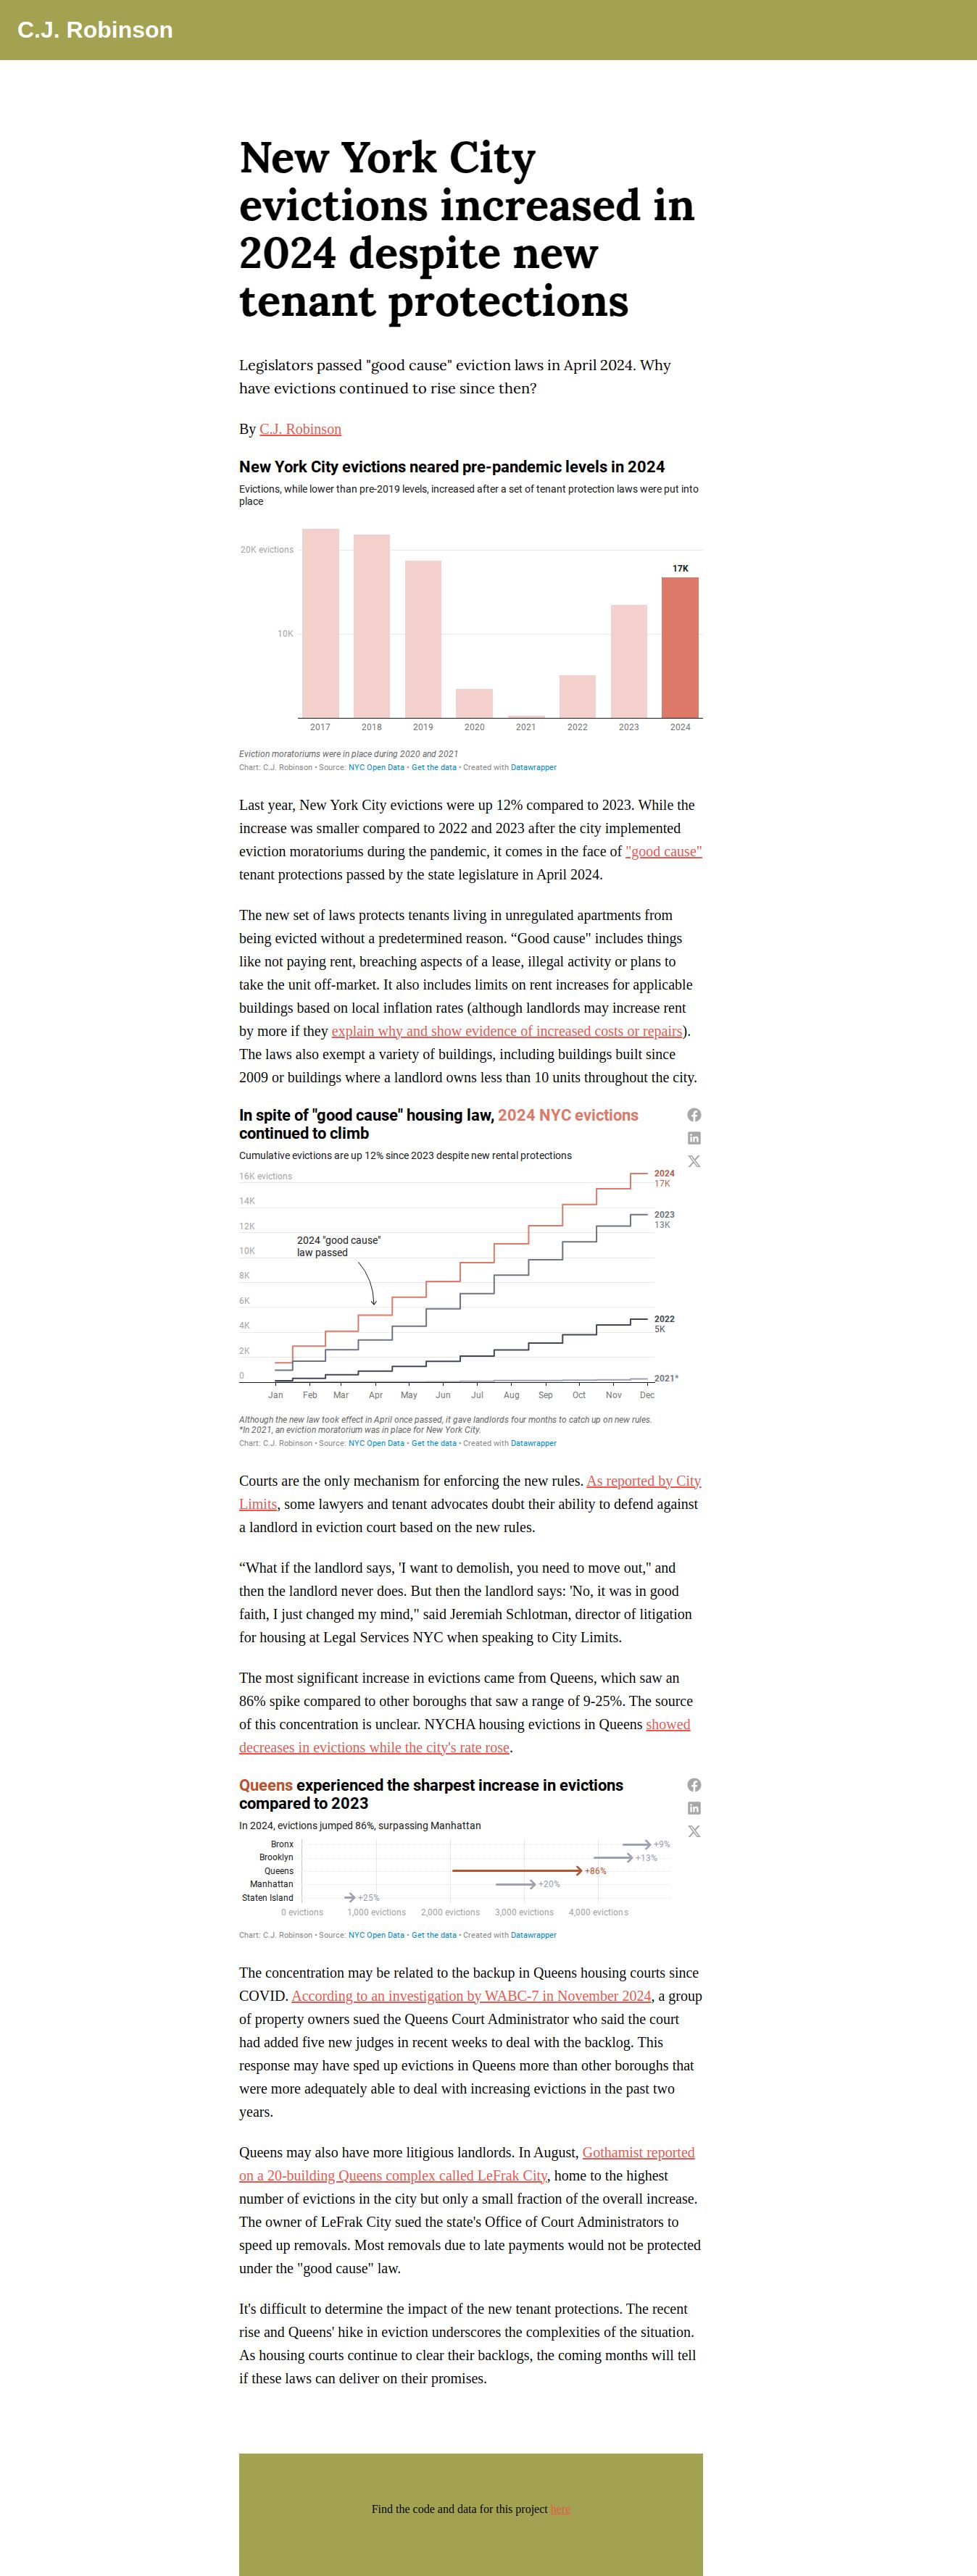 C.J. Robinson
New York City
evictions increased in
2024 despite new
tenant protections
Legislators passed "good cause" eviction laws in April 2024. Why
have evictions continued to rise since then?
By C.J. Robinson
New York City evictions neared pre-pandemic levels in 2024
Evictions, while lower than pre-2019 levels, increased after a set of tenant protection laws were put into
place
20K evictions
17K
10K
2017 2018 2019 2020 2021 2022 2023 2024
Eviction moratoriums were in place during 2020 and 2021
Chart: C.J. Robinson • Source: NYC Open Data • Get the data • Created with Datawrapper
Last year, New York City evictions were up 12% compared to 2023. While the
increase was smaller compared to 2022 and 2023 after the city implemented
eviction moratoriums during the pandemic, it comes in the face of "good cause"
tenant protections passed by the state legislature in April 2024.
The new set of laws protects tenants living in unregulated apartments from
being evicted without a predetermined reason. “Good cause" includes things
like not paying rent, breaching aspects of a lease, illegal activity or plans to
take the unit off-market. It also includes limits on rent increases for applicable
buildings based on local inflation rates (although landlords may increase rent
by more if they explain why and show evidence of increased costs or repairs).
The laws also exempt a variety of buildings, including buildings built since
2009 or buildings where a landlord owns less than 10 units throughout the city.
In spite of "good cause" housing law, 2024 NYC evictions
continued to climb
Cumulative evictions are up 12% since 2023 despite new rental protections
16K evictions
2024
17K
14K
2023
13K
12K
2024 "good cause"
law passed
10K
8K
6K
4K
2022
5K
2K
0
2021*
Jan Feb Mar Apr May Jun Jul Aug Sep Oct Nov Dec
Although the new law took effect in April once passed, it gave landlords four months to catch up on new rules.
*In 2021, an eviction moratorium was in place for New York City.
Chart: C.J. Robinson • Source: NYC Open Data • Get the data • Created with Datawrapper
Courts are the only mechanism for enforcing the new rules. As reported by City
Limits, some lawyers and tenant advocates doubt their ability to defend against
a landlord in eviction court based on the new rules.
“What if the landlord says, 'I want to demolish, you need to move out,'' and
then the landlord never does. But then the landlord says: 'No, it was in good
faith, I just changed my mind," said Jeremiah Schlotman, director of litigation
for housing at Legal Services NYC when speaking to City Limits.
The most significant increase in evictions came from Queens, which saw an
86% spike compared to other boroughs that saw a range of 9-25%. The source
of this concentration is unclear. NYCHA housing evictions in Queens showed
decreases in evictions while the city's rate rose.
Queens experienced the sharpest increase in evictions
compared to 2023
In 2024, evictions jumped 86%, surpassing Manhattan
Bronx +9%
Brooklyn +13%
Queens +86%
Manhattan +20%
Staten Island +25%
0 evictions 1,000 evictions 2,000 evictions 3,000 evictions 4,000 evictions
Chart: C.J. Robinson • Source: NYC Open Data • Get the data • Created with Datawrapper
The concentration may be related to the backup in Queens housing courts since
COVID. According to an investigation by WABC-7 in November 2024, a group
of property owners sued the Queens Court Administrator who said the court
had added five new judges in recent weeks to deal with the backlog. This
response may have sped up evictions in Queens more than other boroughs that
were more adequately able to deal with increasing evictions in the past two
years.
Queens may also have more litigious landlords. In August, Gothamist reported
on a 20-building Queens complex called LeFrak City, home to the highest
number of evictions in the city but only a small fraction of the overall increase.
The owner of LeFrak City sued the state's Office of Court Administrators to
speed up removals. Most removals due to late payments would not be protected
under the "good cause" law.
It's difficult to determine the impact of the new tenant protections. The recent
rise and Queens' hike in eviction underscores the complexities of the situation.
As housing courts continue to clear their backlogs, the coming months will tell
if these laws can deliver on their promises.
Find the code and data for this project here